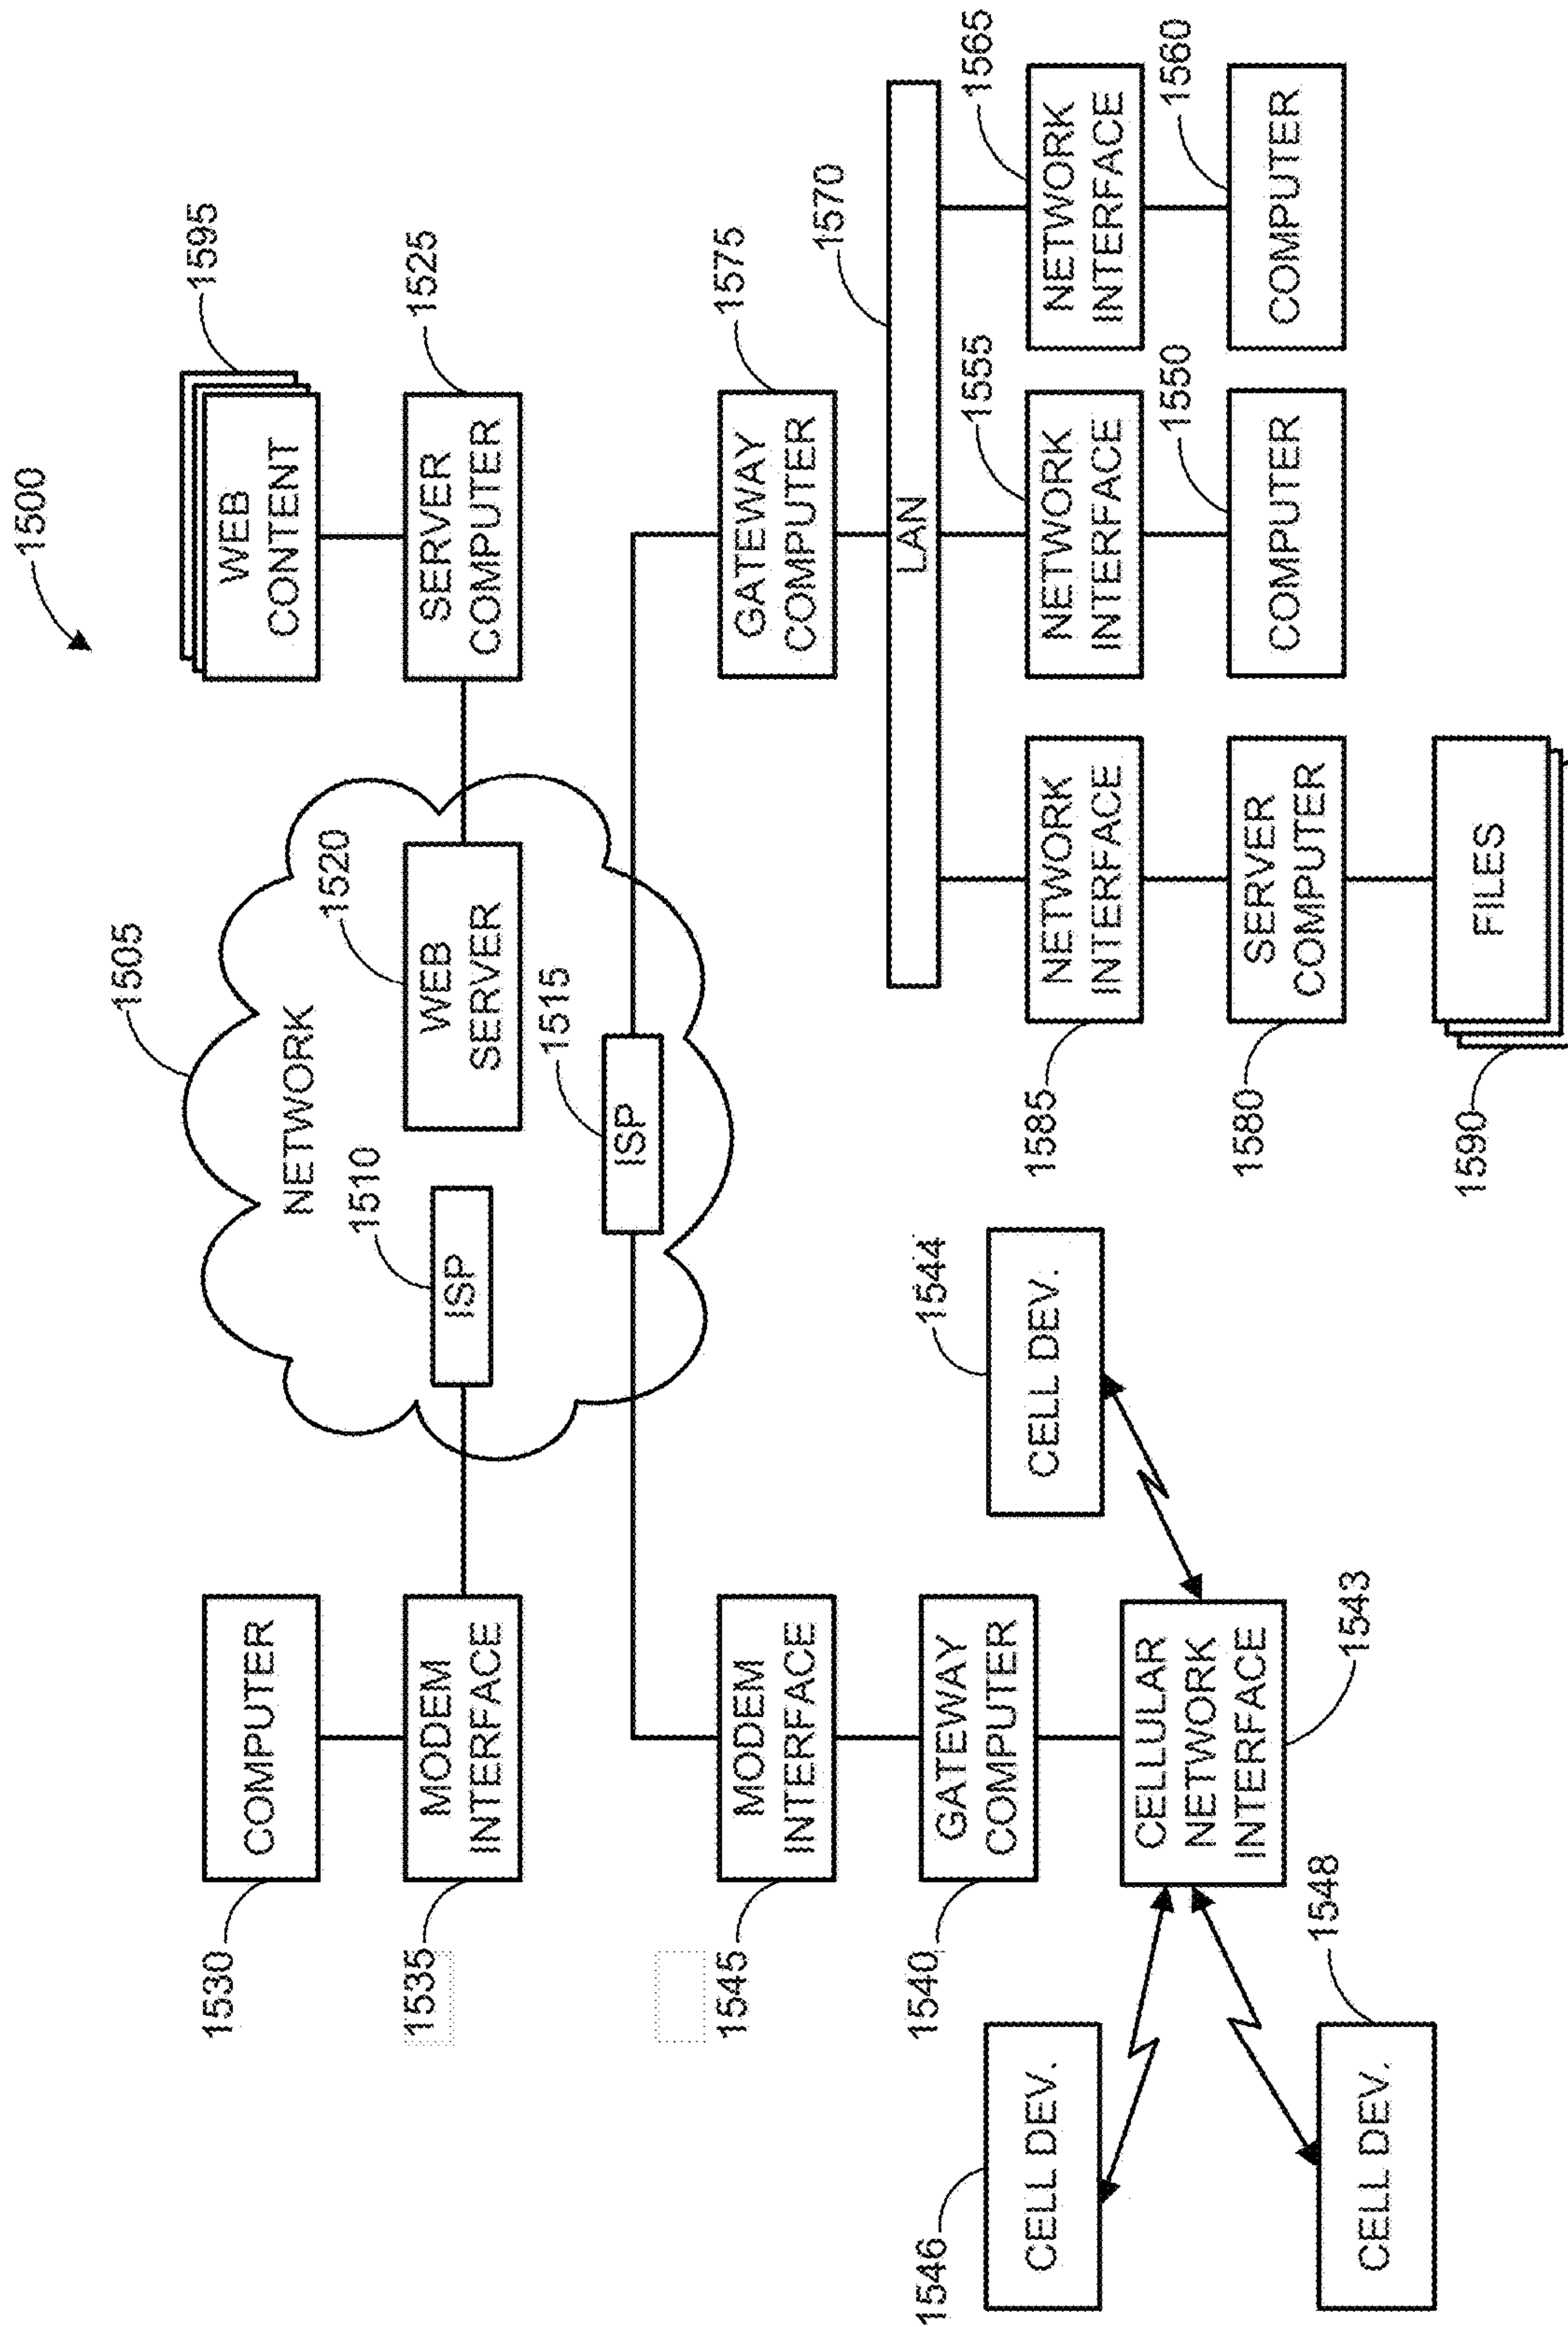 1500
1505
NETWORK
1595
WEB
CONTENT
1530
COMPUTER
1510
ISP
1520
WEB
SERVER
1525
SERVER
COMPUTER
1535
MODEM
INTERFACE
1515
ISP
1545
MODEM
INTERFACE
1575
GATEWAY
COMPUTER
1540
GATEWAY
COMPUTER
1570
LAN
1544
CELL DEV.
1546
CELL DEV.
1543
CELLULAR
NETWORK
INTERFACE
1548
CELL DEV.
1585
NETWORK
INTERFACE
1555
NETWORK
INTERFACE
1565
NETWORK
INTERFACE
1580
SERVER
COMPUTER
1550
COMPUTER
1560
COMPUTER
1590
FILES